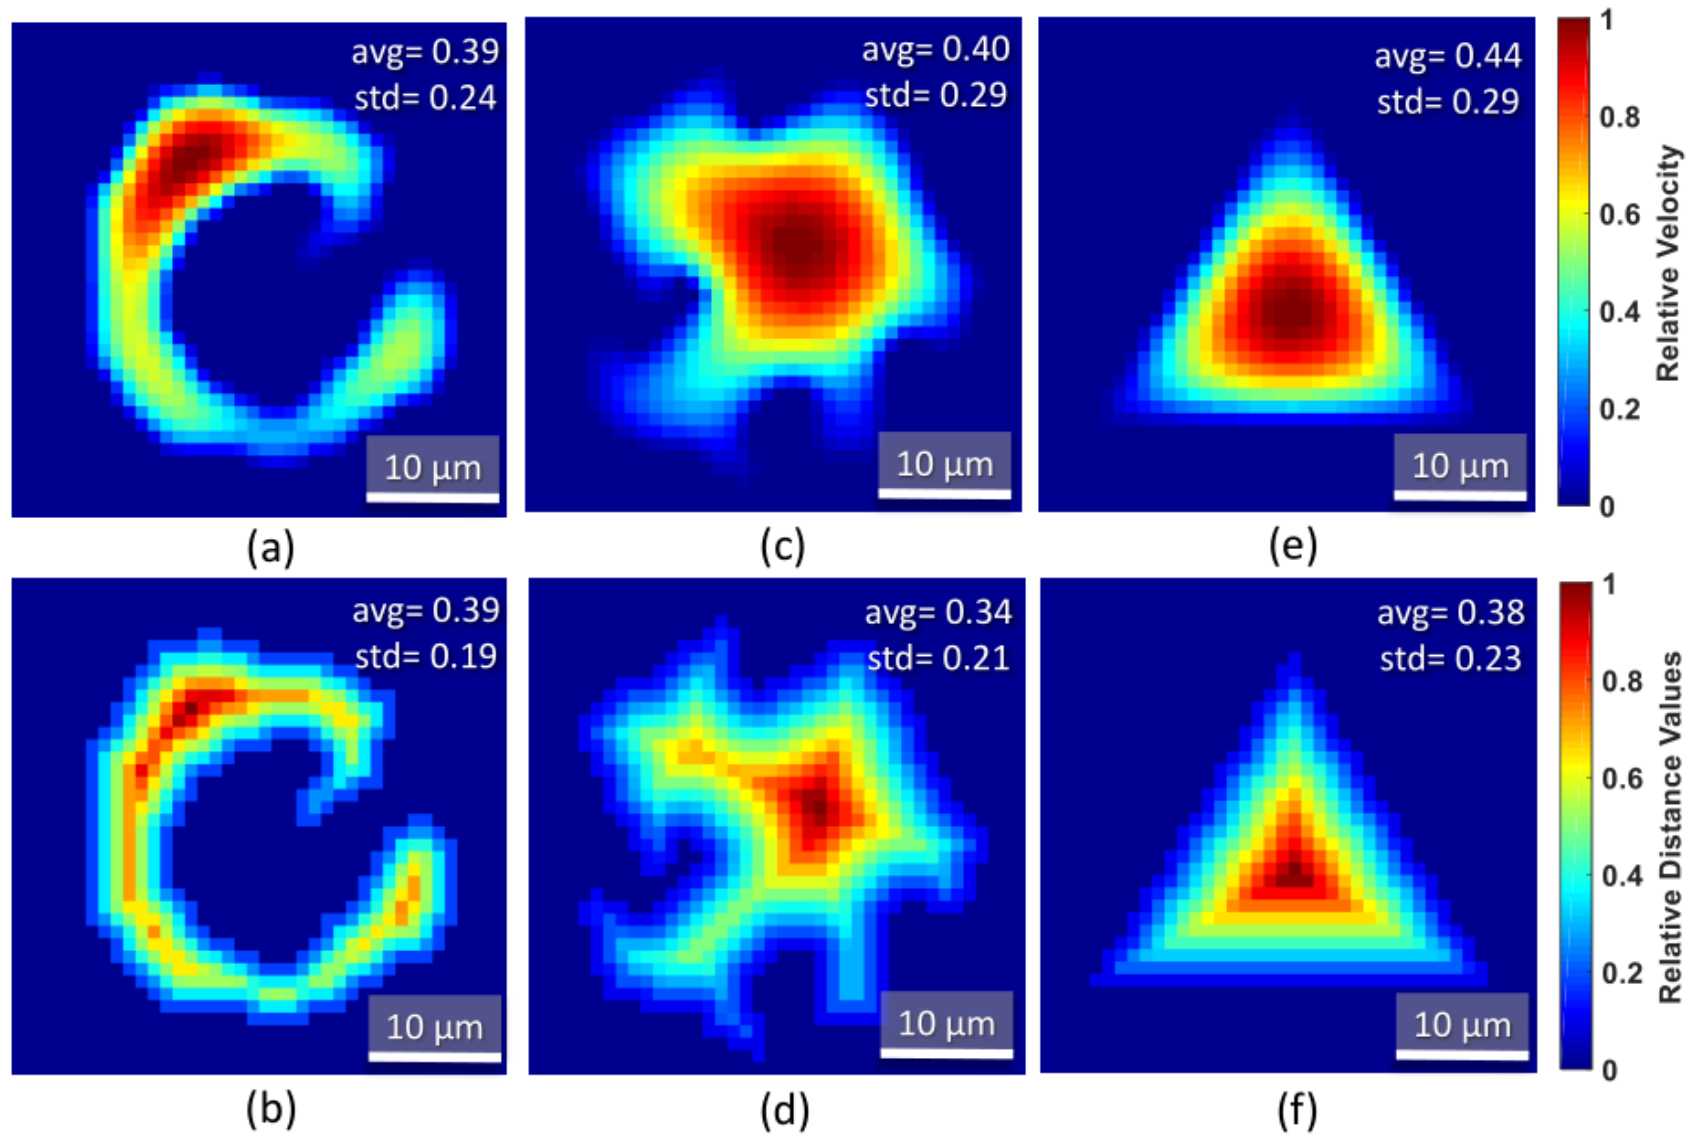 avg= 0.39
std= 0.24
10 µm
(a)
avg= 0.40
std= 0.29
10 µm
(c)
avg= 0.44
std= 0.29
10 µm
(e)
1
0.8
0.6
0.4
0.2
0
Relative Velocity
avg= 0.39
std= 0.19
10 µm
(b)
avg= 0.34
std= 0.21
10 µm
(d)
avg= 0.38
std= 0.23
10 µm
(f)
1
0.8
0.6
0.4
0.2
0
Relative Distance Values